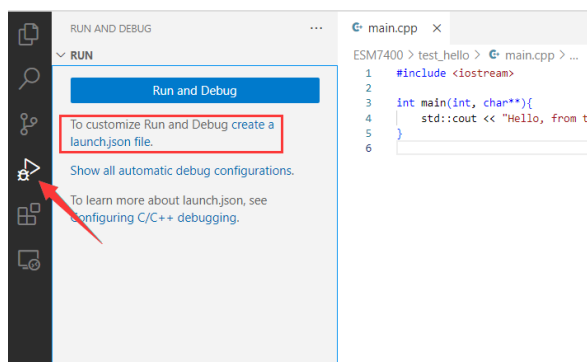 RUN AND DEBUG ...
RUN
Run and Debug
To customize Run and Debug create a
launch.json file.
Show all automatic debug configurations.
To learn more about launch.json, see
Configuring C/C++ debugging.
main.cpp ×
ESM7400 > test_hello > main.cpp > ...
1 #include <iostream>
2
3 int main(int, char**){
4 std::cout << "Hello, from t
5 }
6